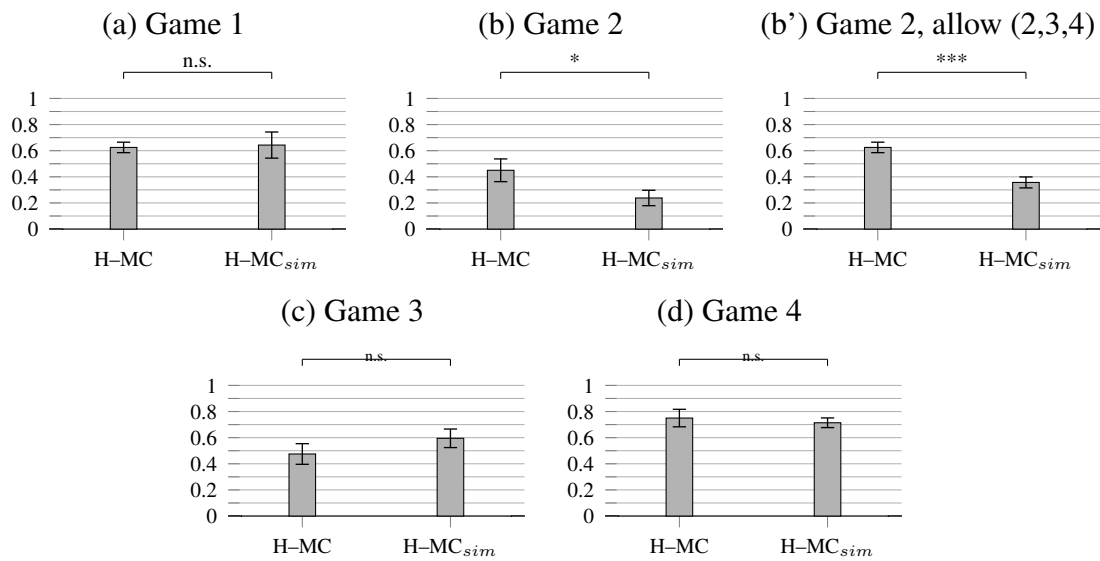 (a) Game 1
n.s.
1
0.8
0.6
0.4
0.2
0
H–MC H–MCsim
(b) Game 2
*
1
0.8
0.6
0.4
0.2
0
H–MC H–MCsim
(b’) Game 2, allow (2,3,4)
***
1
0.8
0.6
0.4
0.2
0
H–MC H–MCsim
(c) Game 3
n.s.
1
0.8
0.6
0.4
0.2
0
H–MC H–MCsim
(d) Game 4
n.s.
1
0.8
0.6
0.4
0.2
0
H–MC H–MCsim